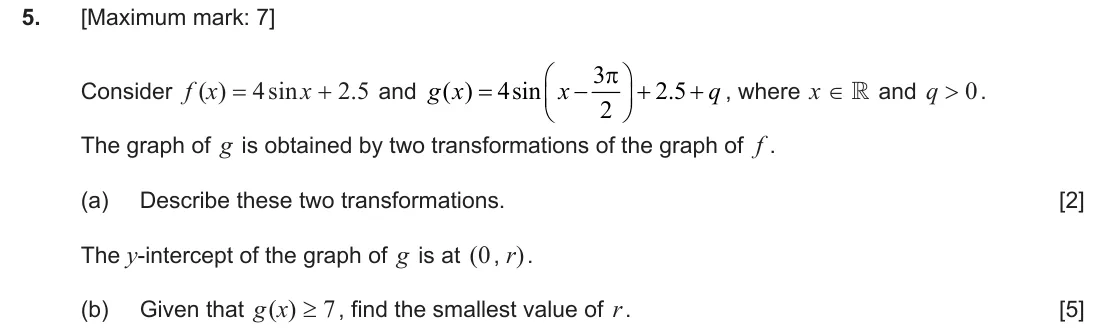 5. [Maximum mark: 7]
Consider f(x) = 4 sin x + 2.5 and g(x) = 4 sin(x − 3π/2) + 2.5 + q, where x ∈ ℝ and q > 0.
The graph of g is obtained by two transformations of the graph of f.
(a) Describe these two transformations. [2]
The y-intercept of the graph of g is at (0, r).
(b) Given that g(x) ≥ 7, find the smallest value of r. [5]